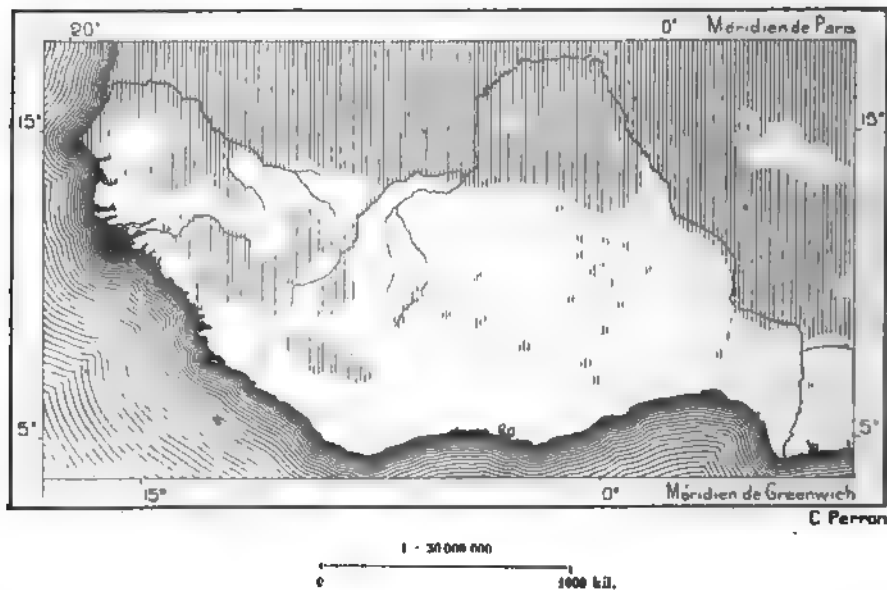 20° 0° Méridien de Paris
15° 15°
5° 5°
15° 0° Méridien de Greenwich
C. Perron
1 : 30 000 000
0 1000 kil.